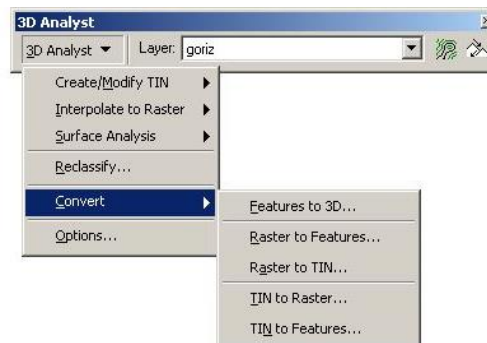 3D Analyst
3D Analyst Layer: goriz
Create/Modify TIN
Interpolate to Raster
Surface Analysis
Reclassify...
Convert
Options...
Features to 3D...
Raster to Features...
Raster to TIN...
TIN to Raster...
TIN to Features...